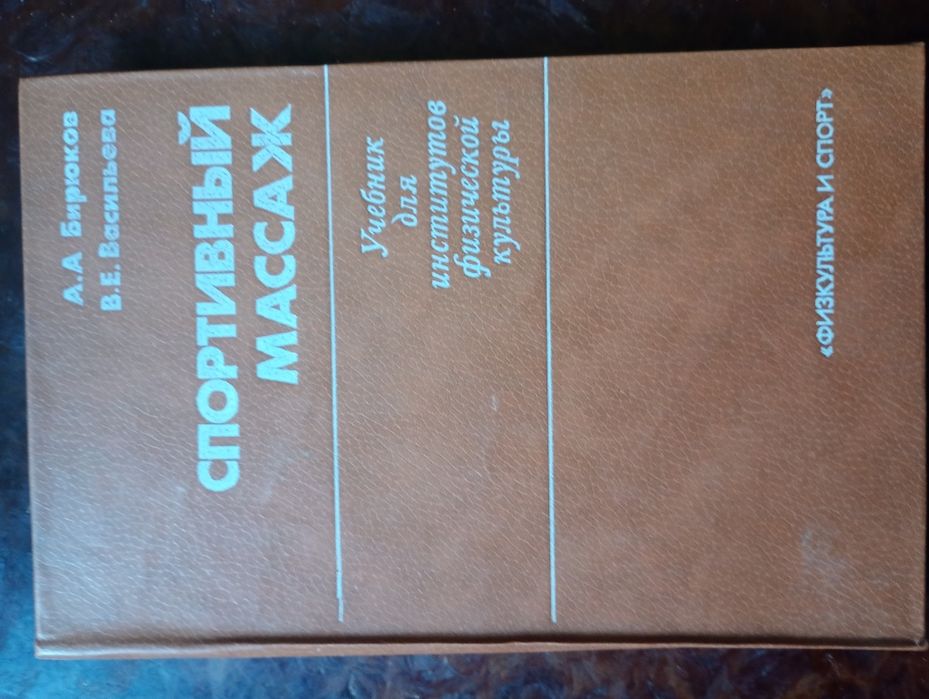 А.А Бирюков
В.Е. Васильева
СПОРТИВНЫЙ
МАССАЖ
Учебник
для
институтов
физической
культуры
«ФИЗКУЛЬТУРА И СПОРТ»